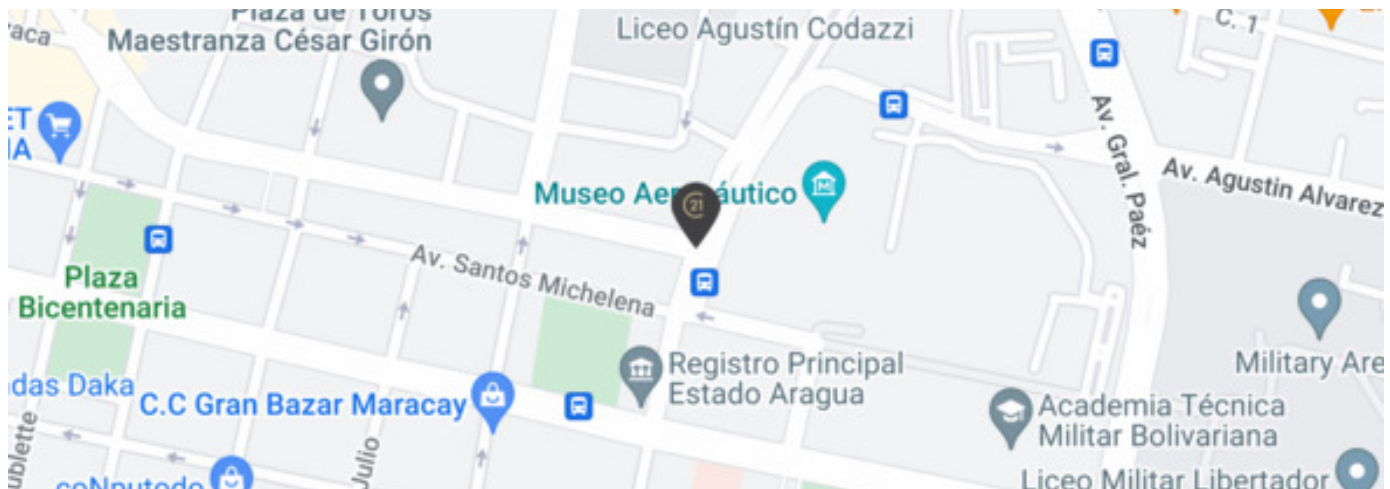 Plaza de Toros
Maestranza César Girón
Liceo Agustín Codazzi
C. 1
Av. Gral. Paéz
Av. Agustin Alvarez
Museo Aeronáutico
21
Av. Santos Michelena
Plaza
Bicentenaria
Registro Principal
Estado Aragua
Military Are
Daka
C.C Gran Bazar Maracay
Academia Técnica
Militar Bolivariana
Julio
Liceo Militar Libertador